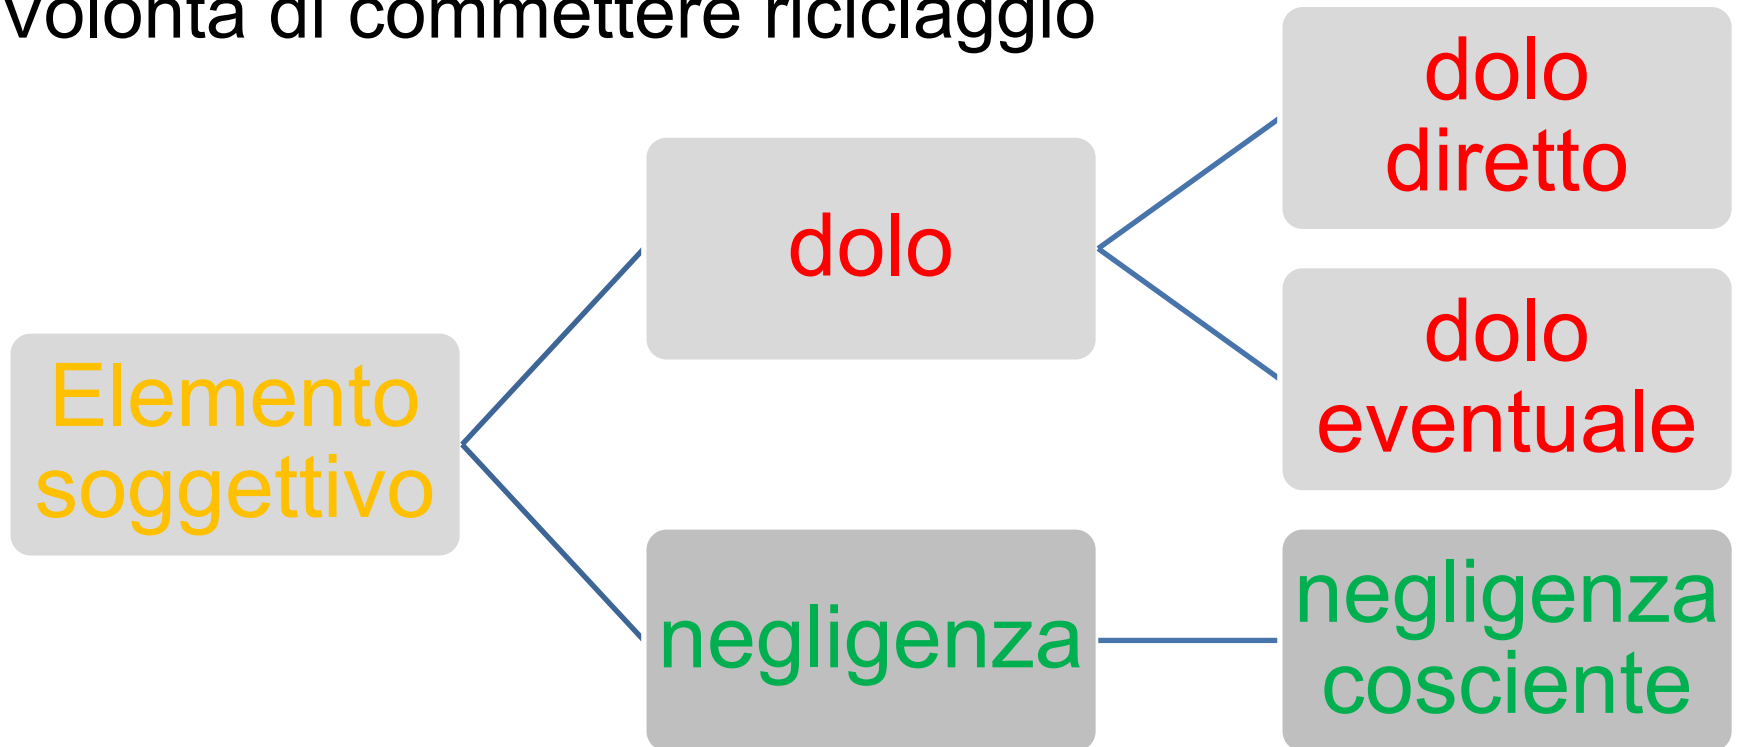 Volontà di commettere riciclaggio
dolo
diretto
dolo
dolo
eventuale
Elemento
soggettivo
negligenza
negligenza
cosciente